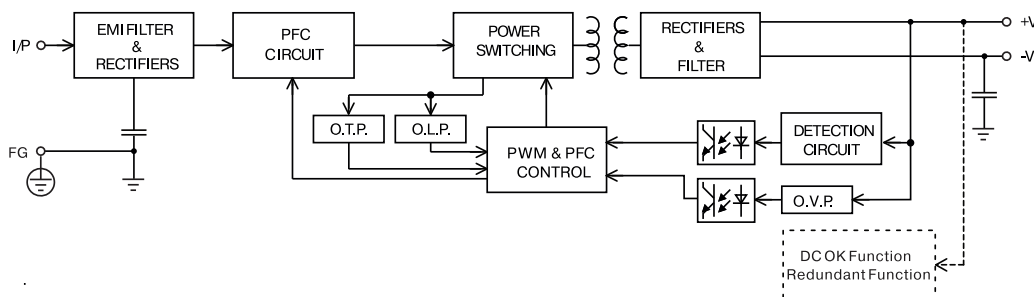 I/P
EMI FILTER
&
RECTIFIERS
PFC
CIRCUIT
POWER
SWITCHING
RECTIFIERS
&
FILTER
+V
-V
O.T.P.
O.L.P.
PWM & PFC
CONTROL
DETECTION
CIRCUIT
FG
O.V.P.
DC OK Function
Redundant Function